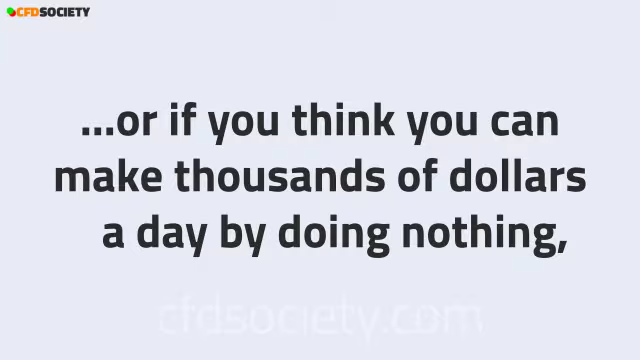 CFDSOCIETY
...or if you think you can
make thousands of dollars
a day by doing nothing,
cfdsociety.com